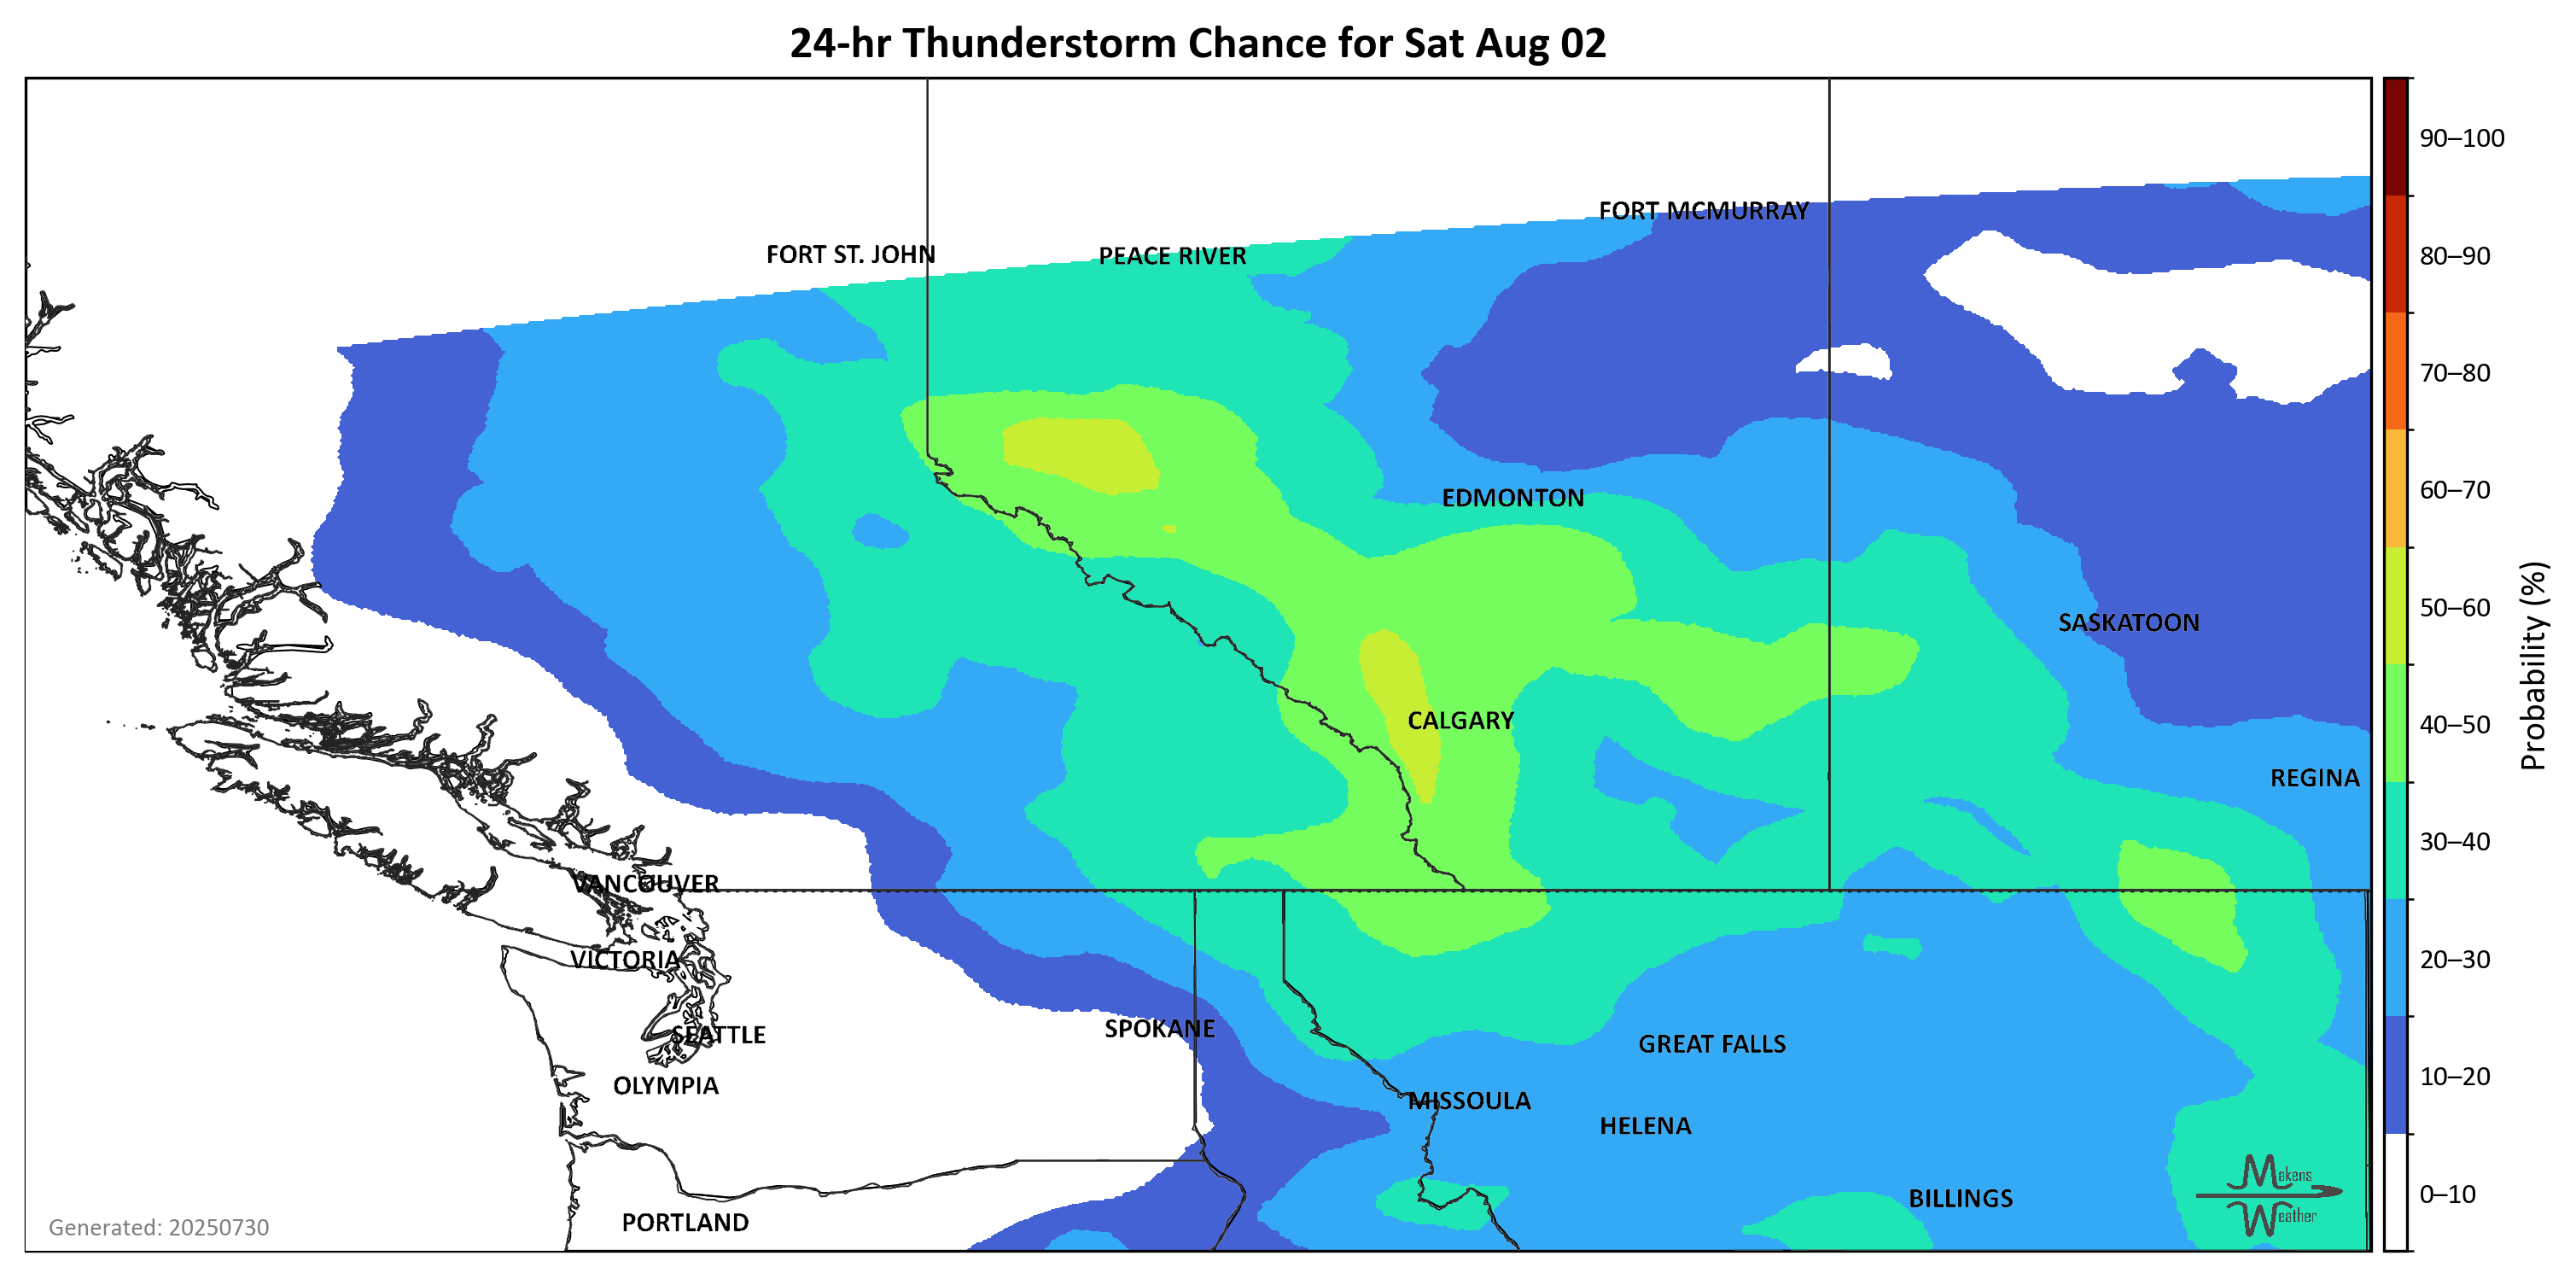 24-hr Thunderstorm Chance for Sat Aug 02
90–100
FORT MCMURRAY
FORT ST. JOHN
PEACE RIVER
80–90
70–80
EDMONTON
60–70
SASKATOON
50–60
CALGARY
40–50
REGINA
Probability (%)
30–40
VANCOUVER
VICTORIA
20–30
SPOKANE
SEATTLE
GREAT FALLS
OLYMPIA
10–20
MISSOULA
HELENA
Makens
Weather
BILLINGS
0–10
PORTLAND
Generated: 20250730